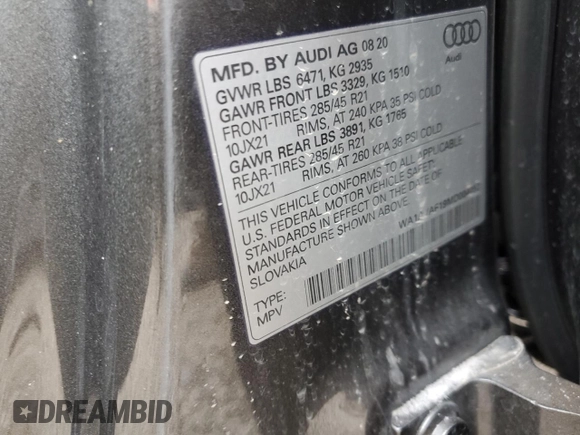 MFD. BY AUDI AG 08 20
Audi
GVWR LBS 6471, KG 2935
GAWR FRONT LBS 3329, KG 1510
FRONT-TIRES 285/45 R21
10JX21 RIMS, AT 240 KPA 35 PSI COLD
GAWR REAR LBS 3891, KG 1765
REAR-TIRES 285/45 R21
10JX21 RIMS, AT 260 KPA 38 PSI COLD
THIS VEHICLE CONFORMS TO ALL APPLICABLE
U.S. FEDERAL MOTOR VEHICLE SAFETY
STANDARDS IN EFFECT ON THE DATE OF
MANUFACTURE SHOWN ABOVE.
SLOVAKIA
TYPE:
MPV
DREAMBID